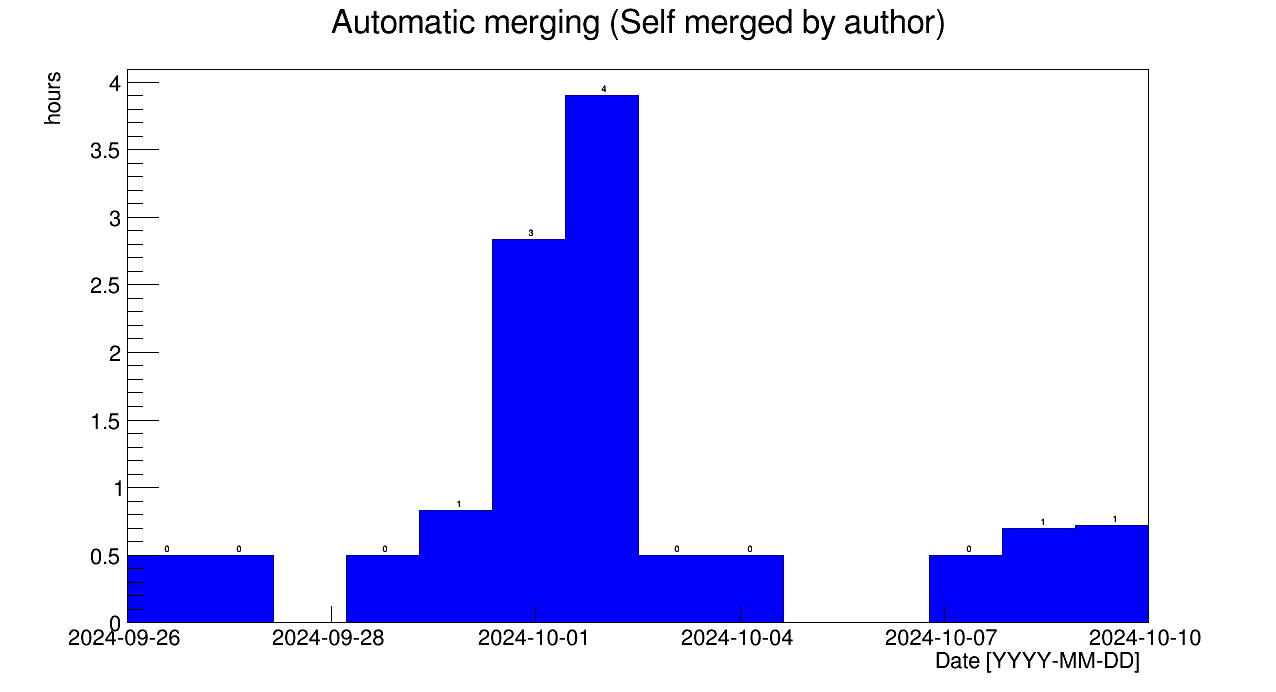 Automatic merging (Self merged by author)
hours
4
3.5
3
2.5
2
1.5
1
0.5
0
0 0 0 1 3 4 0 0 0 1 1
2024-09-26 2024-09-28 2024-10-01 2024-10-04 2024-10-07 2024-10-10
Date [YYYY-MM-DD]